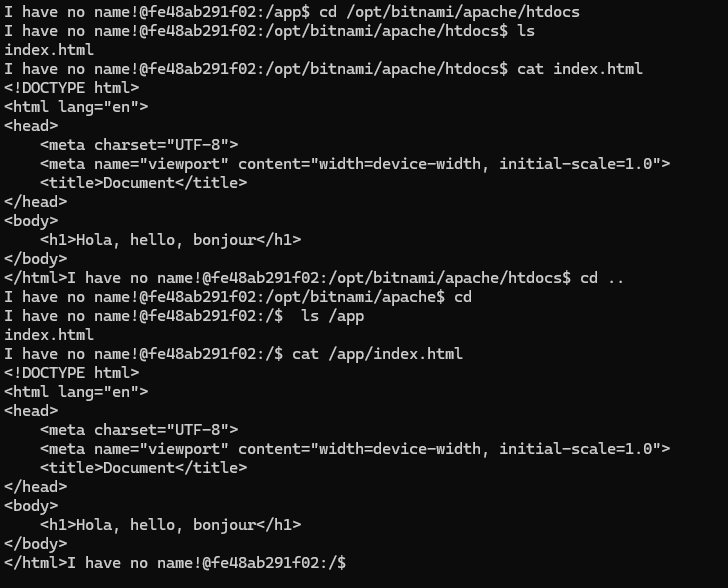 I have no name!@fe48ab291f02:/app$ cd /opt/bitnami/apache/htdocs
I have no name!@fe48ab291f02:/opt/bitnami/apache/htdocs$ ls
index.html
I have no name!@fe48ab291f02:/opt/bitnami/apache/htdocs$ cat index.html
<!DOCTYPE html>
<html lang="en">
<head>
    <meta charset="UTF-8">
    <meta name="viewport" content="width=device-width, initial-scale=1.0">
    <title>Document</title>
</head>
<body>
    <h1>Hola, hello, bonjour</h1>
</body>
</html>I have no name!@fe48ab291f02:/opt/bitnami/apache/htdocs$ cd ..
I have no name!@fe48ab291f02:/opt/bitnami/apache$ cd
I have no name!@fe48ab291f02:/$  ls /app
index.html
I have no name!@fe48ab291f02:/$ cat /app/index.html
<!DOCTYPE html>
<html lang="en">
<head>
    <meta charset="UTF-8">
    <meta name="viewport" content="width=device-width, initial-scale=1.0">
    <title>Document</title>
</head>
<body>
    <h1>Hola, hello, bonjour</h1>
</body>
</html>I have no name!@fe48ab291f02:/$